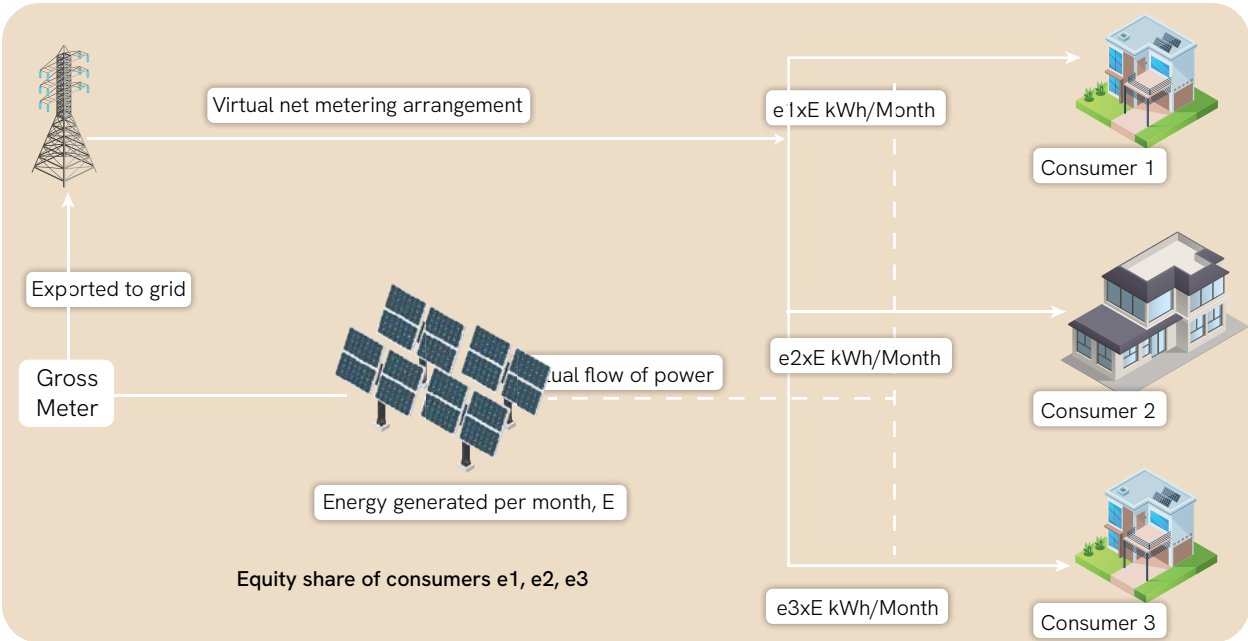 Virtual net metering arrangement
e1xE kWh/Month
Consumer 1
Exported to grid
e2xE kWh/Month
flow of power
Gross
Meter
Consumer 2
Energy generated per month, E
Equity share of consumers e1, e2, e3
e3xE kWh/Month
Consumer 3